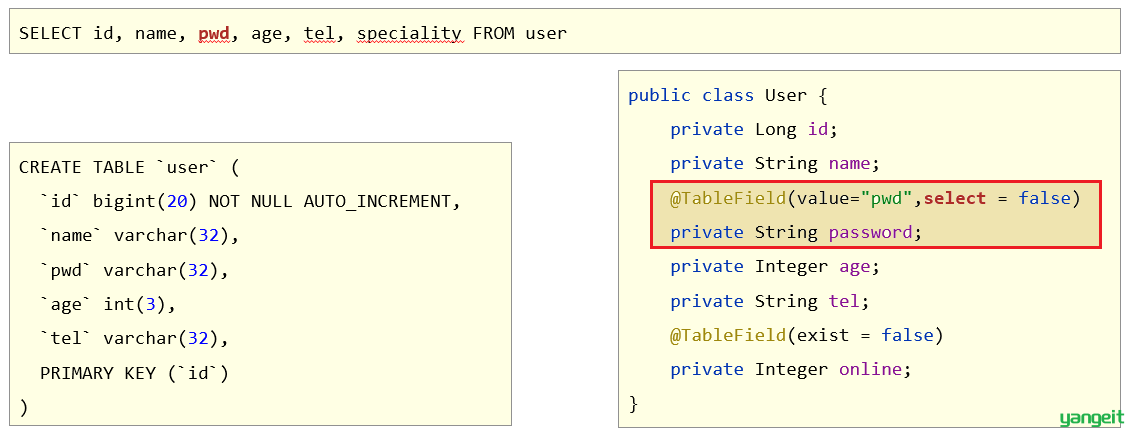 SELECT id, name, pwd, age, tel, speciality FROM user
CREATE TABLE `user` (
`id` bigint(20) NOT NULL AUTO_INCREMENT,
`name` varchar(32),
`pwd` varchar(32),
`age` int(3),
`tel` varchar(32),
PRIMARY KEY (`id`)
)
public class User {
private Long id;
private String name;
@TableField(value="pwd",select = false)
private String password;
private Integer age;
private String tel;
@TableField(exist = false)
private Integer online;
}
yangeit